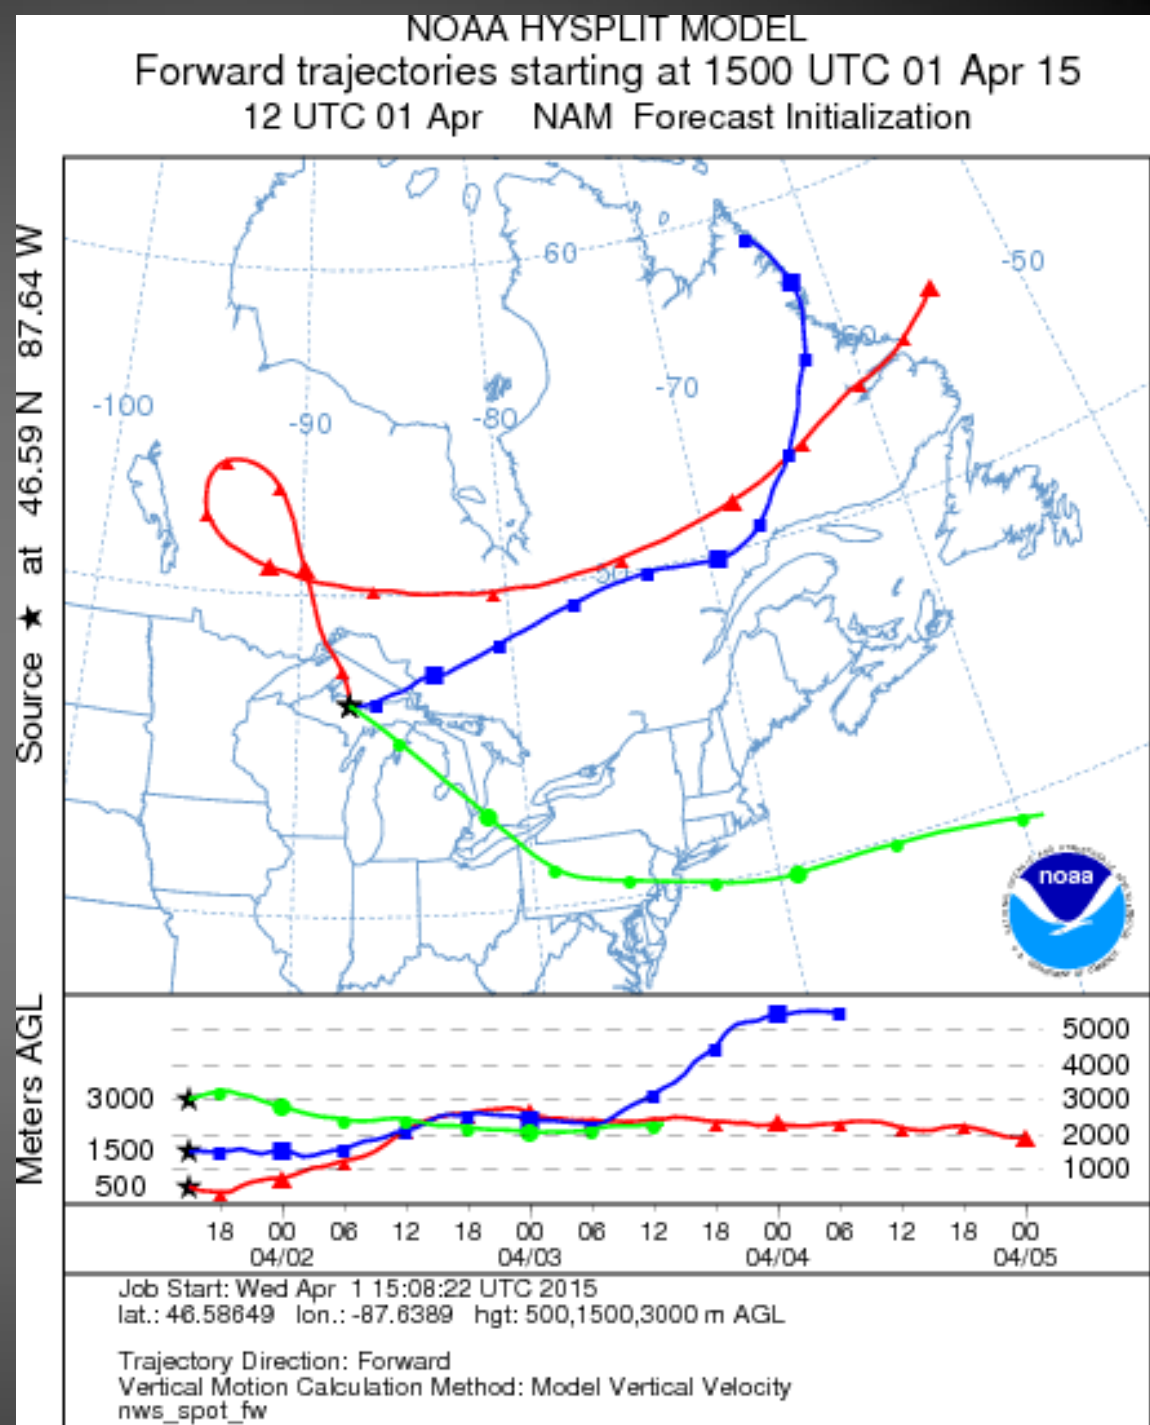 NOAA HYSPLIT MODEL
Forward trajectories starting at 1500 UTC 01 Apr 15
12 UTC 01 Apr NAM Forecast Initialization
Source ★ at 46.59 N 87.64 W
60
-50
60
-70
-100
-90
-80
50
noaa
Meters AGL
5000
4000
3000
3000
2000
1500
1000
500
18 00 06 12 18 00 06 12 18 00 06 12 18 00
04/02 04/03 04/04 04/05
Job Start: Wed Apr 1 15:08:22 UTC 2015
lat.: 46.58649 lon.: -87.6389 hgt: 500,1500,3000 m AGL
Trajectory Direction: Forward
Vertical Motion Calculation Method: Model Vertical Velocity
nws_spot_fw